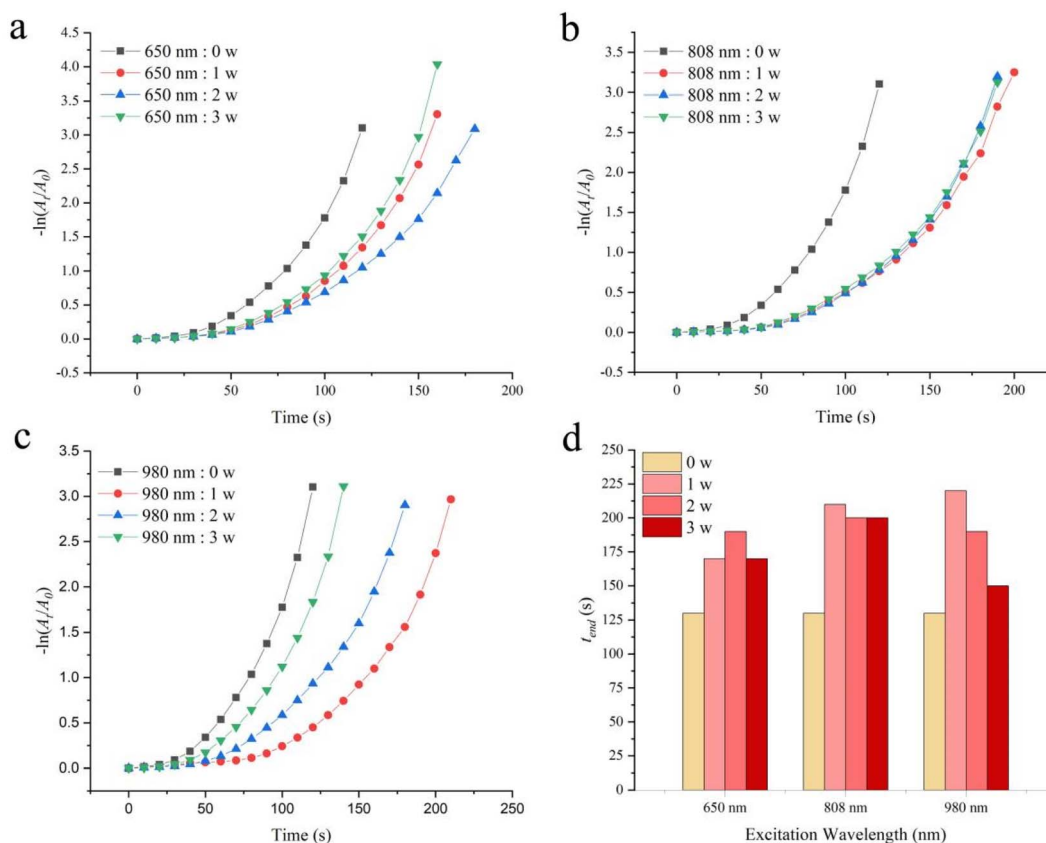 a
650 nm : 0 w
650 nm : 1 w
650 nm : 2 w
650 nm : 3 w
4.5
4.0
3.5
3.0
2.5
2.0
1.5
1.0
0.5
0.0
-0.5
-ln(At/A0)
0 50 100 150 200
Time (s)
b
808 nm : 0 w
808 nm : 1 w
808 nm : 2 w
808 nm : 3 w
3.5
3.0
2.5
2.0
1.5
1.0
0.5
0.0
-0.5
-ln(At/A0)
0 50 100 150 200
Time (s)
c
980 nm : 0 w
980 nm : 1 w
980 nm : 2 w
980 nm : 3 w
3.5
3.0
2.5
2.0
1.5
1.0
0.5
0.0
-ln(At/A0)
0 50 100 150 200 250
Time (s)
d
0 w
1 w
2 w
3 w
250
225
200
175
150
125
100
75
50
25
0
tend (s)
650 nm 808 nm 980 nm
Excitation Wavelength (nm)